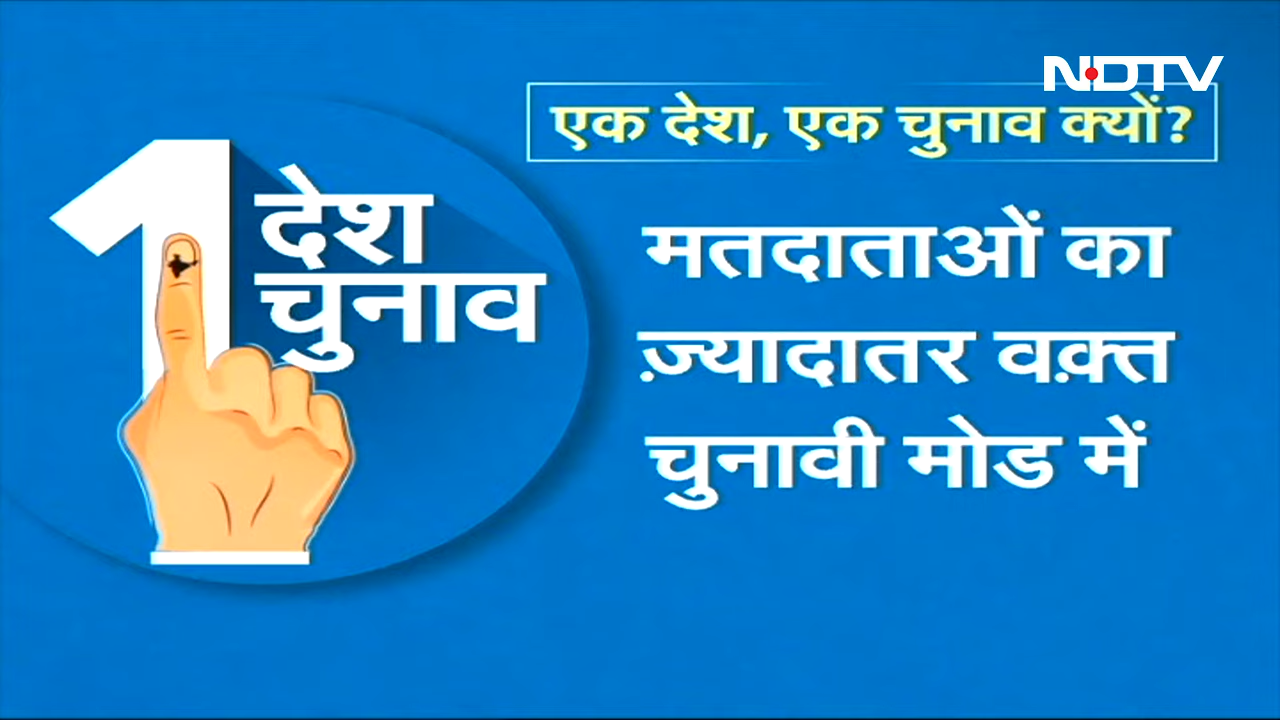 NDTV
एक देश, एक चुनाव क्यों?
1 देश
चुनाव
मतदाताओं का
ज़्यादातर वक़्त
चुनावी मोड में